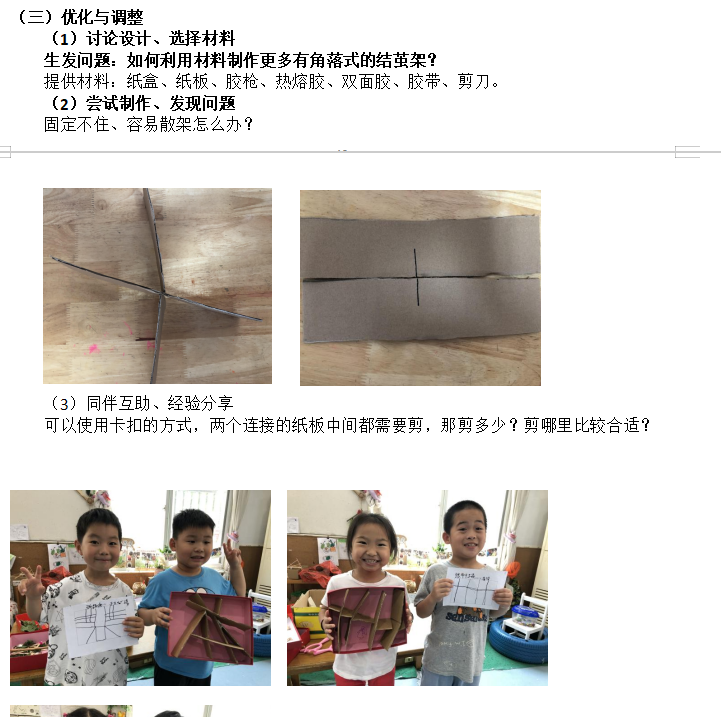 （三）优化与调整
（1）讨论设计、选择材料
生发问题：如何利用材料制作更多有角落式的结茧架？
提供材料：纸盒、纸板、胶枪、热熔胶、双面胶、胶带、剪刀。
（2）尝试制作、发现问题
固定不住、容易散架怎么办？
（3）同伴互助、经验分享
可以使用卡扣的方式，两个连接的纸板中间都需要剪，那剪多少？剪哪里比较合适？